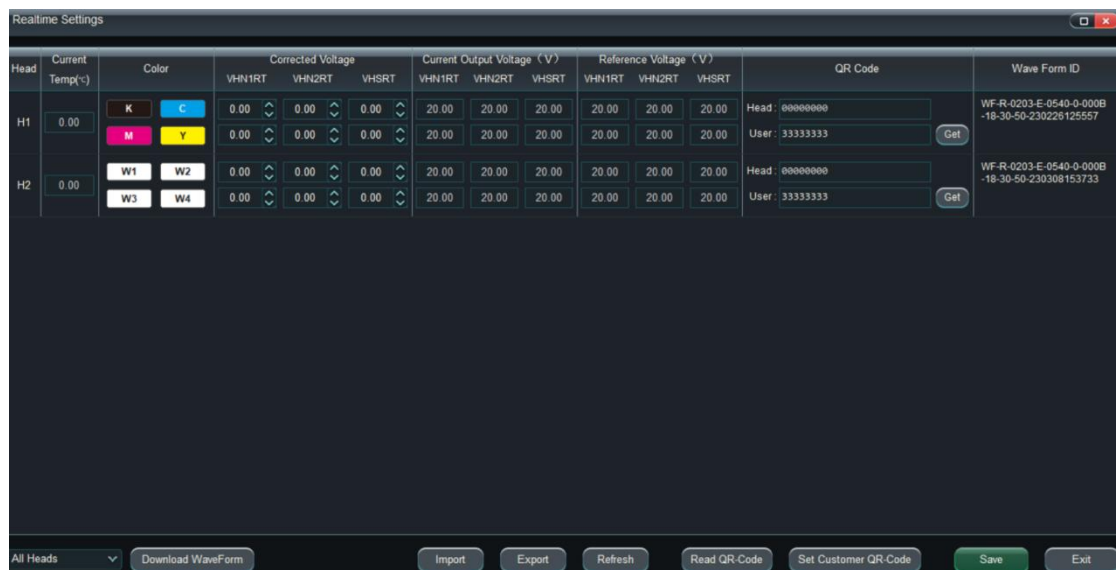 Realtime Settings
Head Current Temp(℃) Color Corrected Voltage Current Output Voltage（V） Reference Voltage（V） QR Code Wave Form ID
VHN1RT VHN2RT VHSRT VHN1RT VHN2RT VHSRT VHN1RT VHN2RT VHSRT
H1 0.00
K C 0.00 0.00 0.00 20.00 20.00 20.00 20.00 20.00 20.00 Head: 00000000 WF-R-0203-E-0540-0-000B
-18-30-50-230226125557
M Y 0.00 0.00 0.00 20.00 20.00 20.00 20.00 20.00 20.00 User: 33333333 Get
H2 0.00
W1 W2 0.00 0.00 0.00 20.00 20.00 20.00 20.00 20.00 20.00 Head: 00000000 WF-R-0203-E-0540-0-000B
-18-30-50-230308153733
W3 W4 0.00 0.00 0.00 20.00 20.00 20.00 20.00 20.00 20.00 User: 33333333 Get
All Heads Download WaveForm Import Export Refresh Read QR-Code Set Customer QR-Code Save Exit